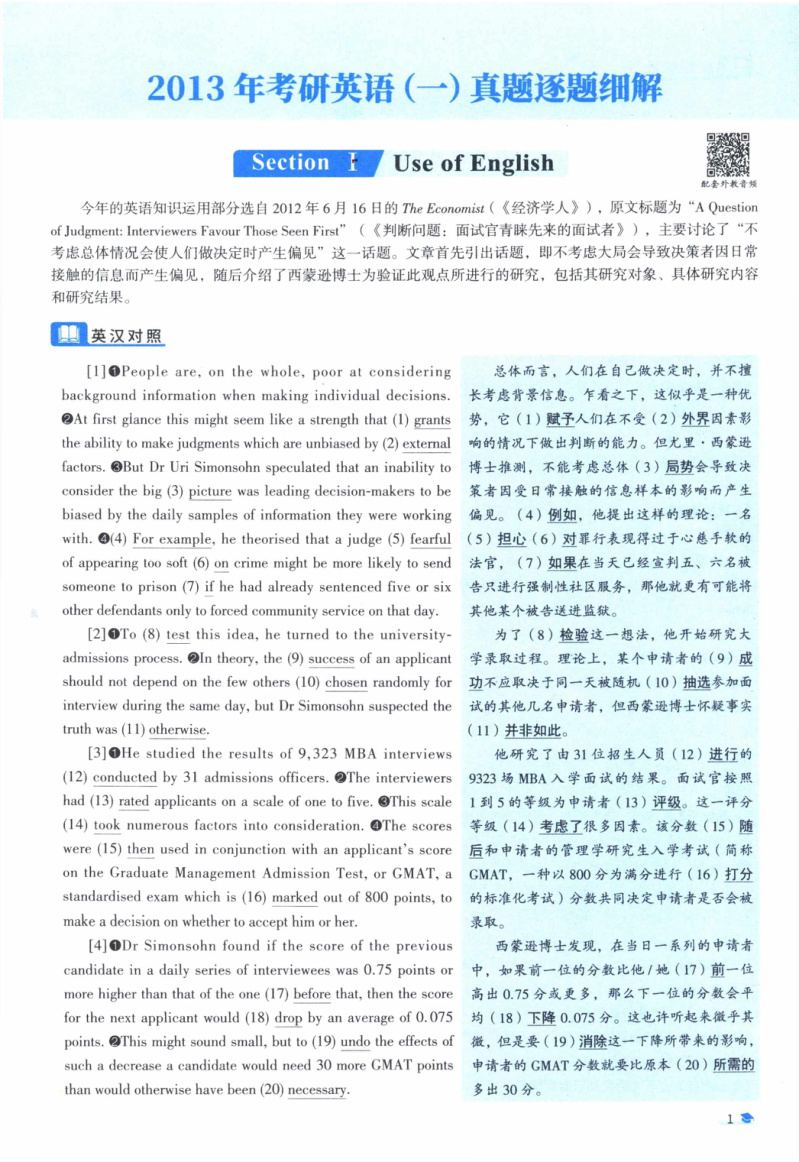 2013 年考研英语（一）真题逐题细解
Section I Use of English
配套外教音频
今年的英语知识运用部分选自 2012 年 6 月 16 日的 The Economist（《经济学人》），原文标题为“A Question
of Judgment: Interviewers Favour Those Seen First”（《判断问题：面试官青睐先来的面试者》），主要讨论了“不
考虑总体情况会使人们做决定时产生偏见”这一话题。文章首先引出话题，即不考虑大局会导致决策者因日常
接触的信息而产生偏见，随后介绍了西蒙逊博士为验证此观点所进行的研究，包括其研究对象、具体研究内容
和研究结果。
英汉对照
[1]❶People are, on the whole, poor at considering
background information when making individual decisions.
❷At first glance this might seem like a strength that (1) grants
the ability to make judgments which are unbiased by (2) external
factors. ❸But Dr Uri Simonsohn speculated that an inability to
consider the big (3) picture was leading decision-makers to be
biased by the daily samples of information they were working
with. ❹(4) For example, he theorised that a judge (5) fearful
of appearing too soft (6) on crime might be more likely to send
someone to prison (7) if he had already sentenced five or six
other defendants only to forced community service on that day.
[2]❶To (8) test this idea, he turned to the university-
admissions process. ❷In theory, the (9) success of an applicant
should not depend on the few others (10) chosen randomly for
interview during the same day, but Dr Simonsohn suspected the
truth was (11) otherwise.
[3]❶He studied the results of 9,323 MBA interviews
(12) conducted by 31 admissions officers. ❷The interviewers
had (13) rated applicants on a scale of one to five. ❸This scale
(14) took numerous factors into consideration. ❹The scores
were (15) then used in conjunction with an applicant's score
on the Graduate Management Admission Test, or GMAT, a
standardised exam which is (16) marked out of 800 points, to
make a decision on whether to accept him or her.
[4]❶Dr Simonsohn found if the score of the previous
candidate in a daily series of interviewees was 0.75 points or
more higher than that of the one (17) before that, then the score
for the next applicant would (18) drop by an average of 0.075
points. ❷This might sound small, but to (19) undo the effects of
such a decrease a candidate would need 30 more GMAT points
than would otherwise have been (20) necessary.
总体而言，人们在自己做决定时，并不擅
长考虑背景信息。乍看之下，这似乎是一种优
势，它（1）赋予人们在不受（2）外界因素影
响的情况下做出判断的能力。但尤里·西蒙逊
博士推测，不能考虑总体（3）局势会导致决
策者因受日常接触的信息样本的影响而产生
偏见。（4）例如，他提出这样的理论：一名
（5）担心（6）对罪行表现得过于心慈手软的
法官，（7）如果在当天已经宣判五、六名被
告只进行强制性社区服务，那他就更有可能将
其他某个被告送进监狱。
为了（8）检验这一想法，他开始研究大
学录取过程。理论上，某个申请者的（9）成
功不应取决于同一天被随机（10）抽选参加面
试的其他几名申请者，但西蒙逊博士怀疑事实
（11）并非如此。
他研究了由 31 位招生人员（12）进行的
9323 场 MBA 入学面试的结果。面试官按照
1 到 5 的等级为申请者（13）评级。这一评分
等级（14）考虑了很多因素。该分数（15）随
后和申请者的管理学研究生入学考试（简称
GMAT，一种以 800 分为满分进行（16）打分
的标准化考试）分数共同决定申请者是否会被
录取。
西蒙逊博士发现，在当日一系列的申请者
中，如果前一位的分数比他/她（17）前一位
高出 0.75 分或更多，那么下一位的分数会平
均（18）下降 0.075 分。这也许听起来微乎其
微，但是要（19）消除这一下降所带来的影响，
申请者的 GMAT 分数就要比原本（20）所需的
多出 30 分。
1